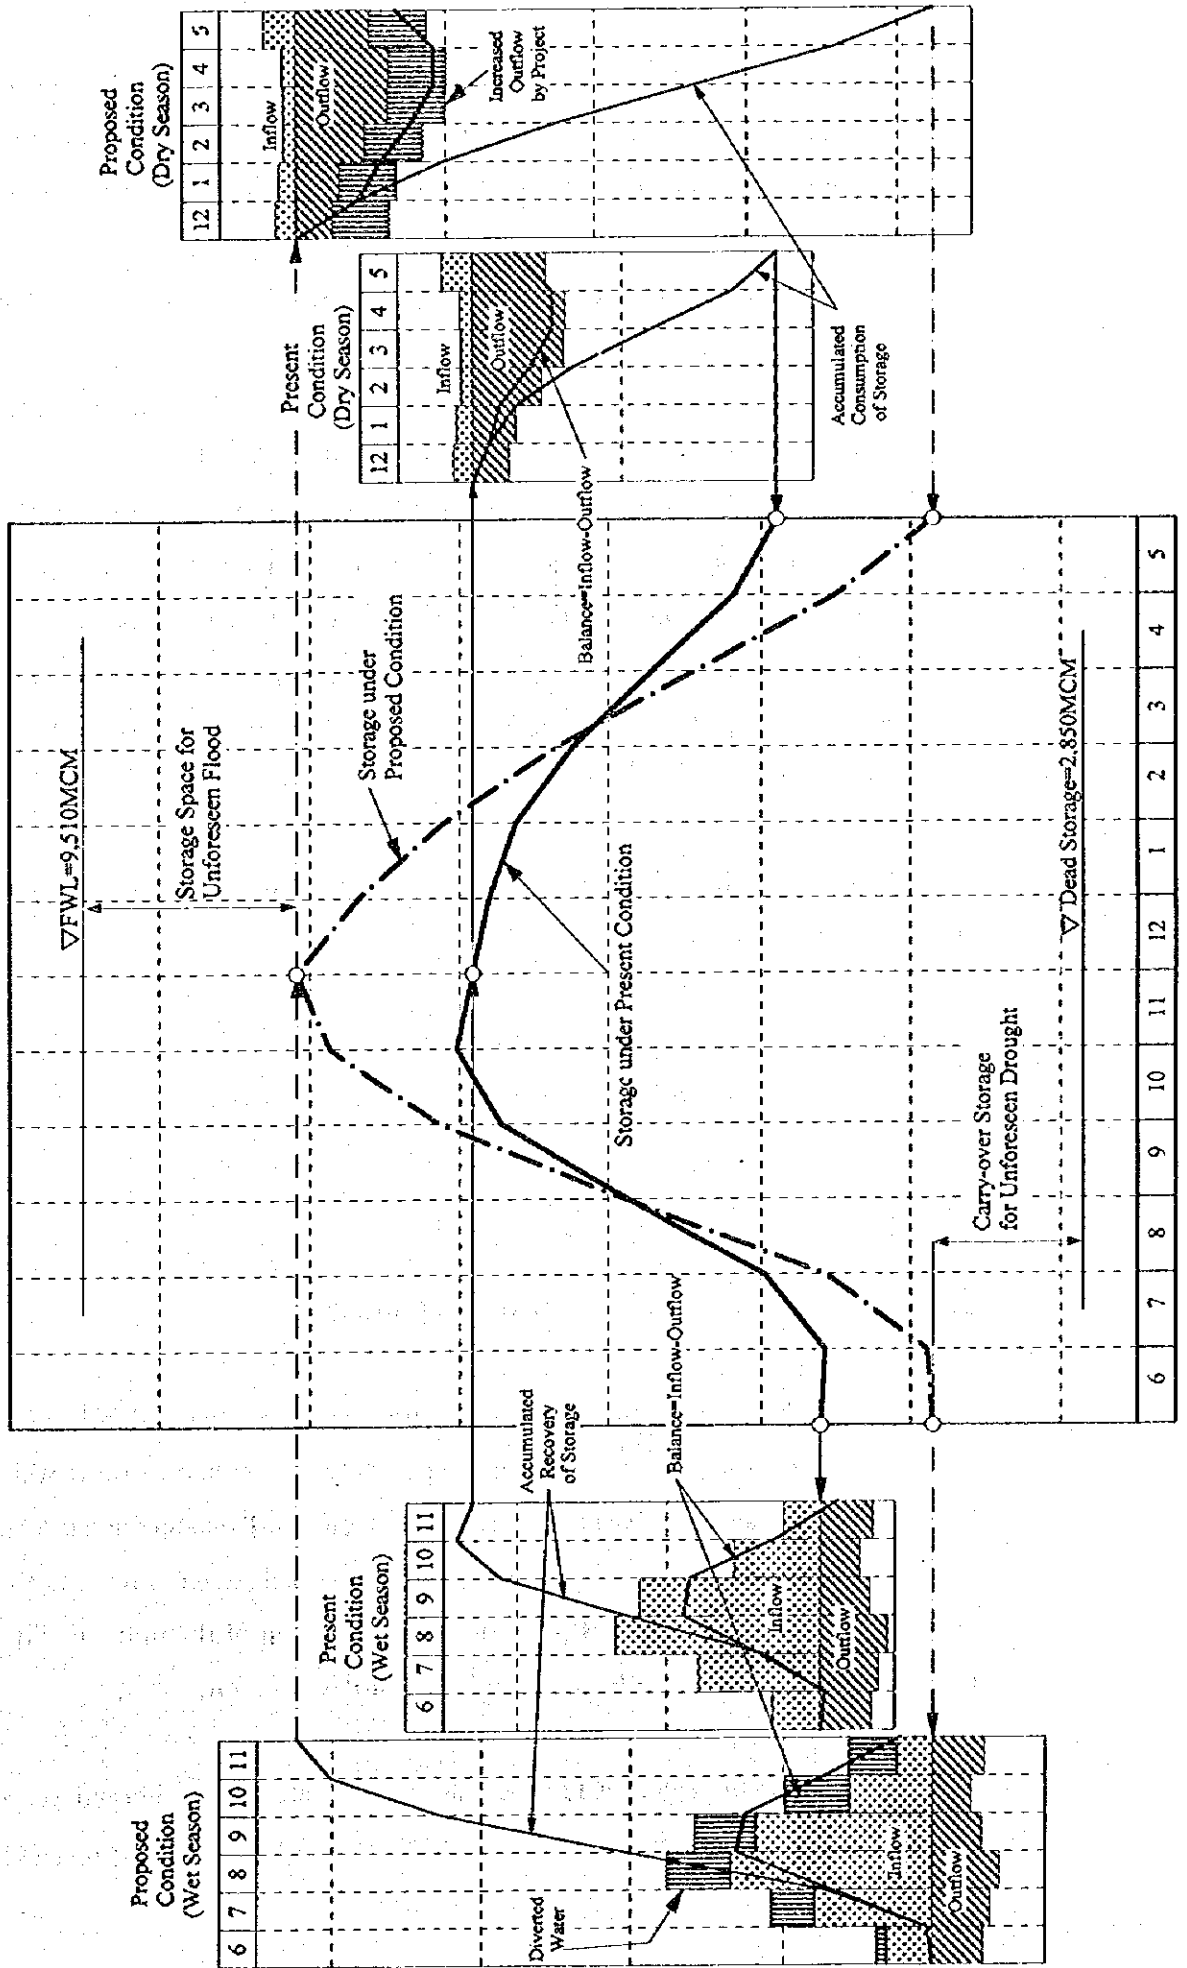 Proposed
Condition
(Wet Season)
6 7 8 9 10 11
Diverted
Water
Inflow
Outflow
Present
Condition
(Wet Season)
6 7 8 9 10 11
Inflow
Outflow
Accumulated
Recovery
of Storage
Balance=Inflow-Outflow
▽FWL=9,510MCM
Storage Space for
Unforeseen Flood
Storage under
Proposed Condition
Storage under Present Condition
Carry-over Storage
for Unforeseen Drought
▽Dead Storage=2,850MCM
6 7 8 9 10 11 12 1 2 3 4 5
Balance=Inflow-Outflow
Present
Condition
(Dry Season)
12 1 2 3 4 5
Inflow
Outflow
Accumulated
Consumption
of Storage
Proposed
Condition
(Dry Season)
12 1 2 3 4 5
Inflow
Outflow
Increased
Outflow
by Project